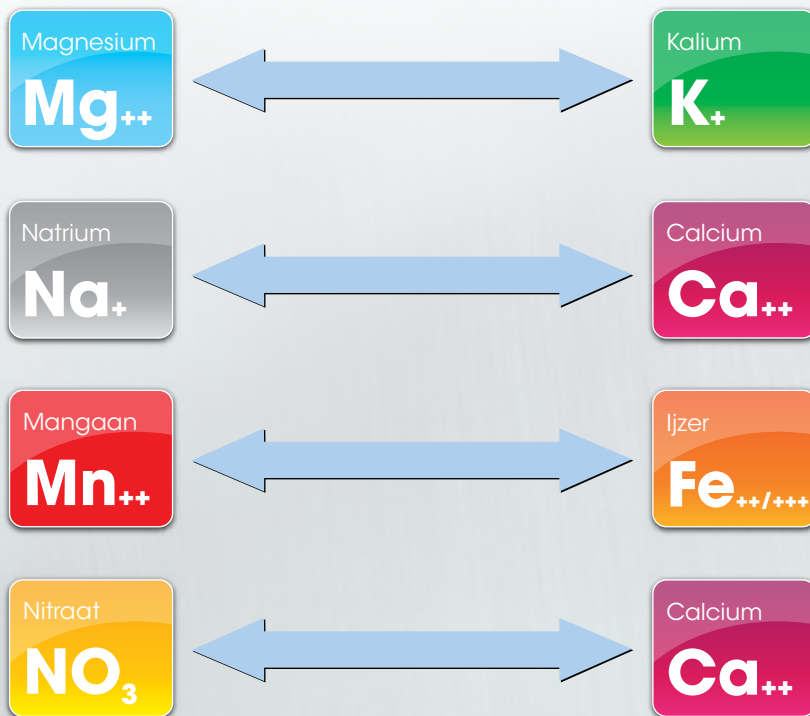 Magnesium
Mg++
Kalium
K+
Natrium
Na+
Calcium
Ca++
Mangaan
Mn++
Ijzer
Fe++/+++
Nitraat
NO3
Calcium
Ca++